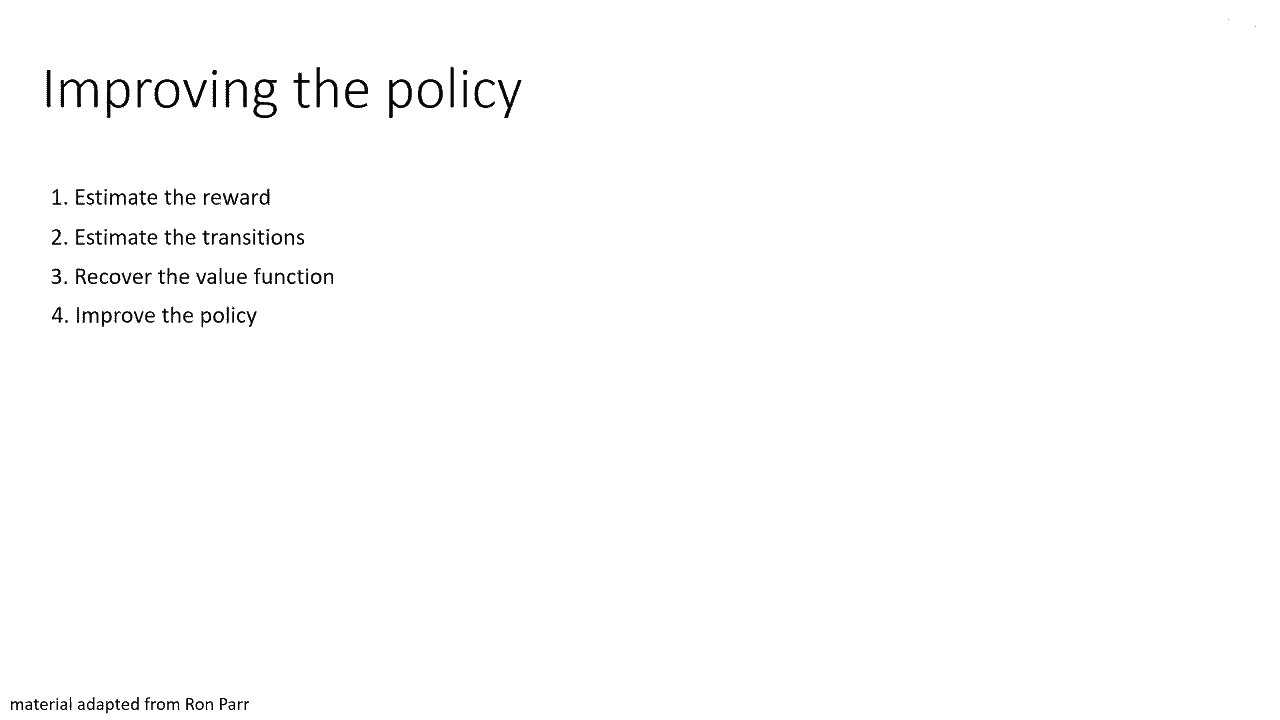 Improving the policy
1. Estimate the reward
2. Estimate the transitions
3. Recover the value function
4. Improve the policy
material adapted from Ron Parr